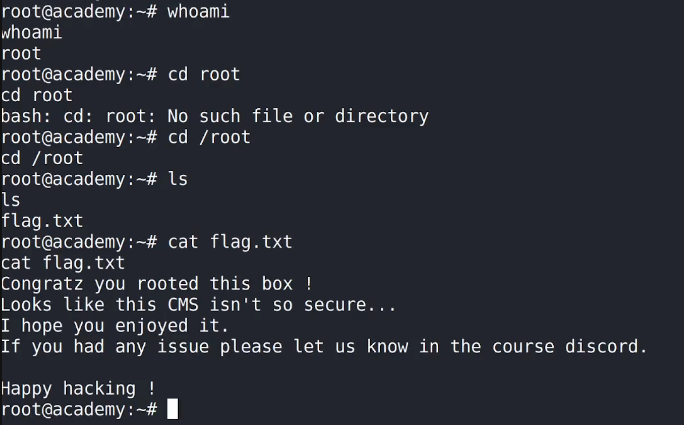 root@academy:~# whoami
whoami
root
root@academy:~# cd root
cd root
bash: cd: root: No such file or directory
root@academy:~# cd /root
cd /root
root@academy:~# ls
ls
flag.txt
root@academy:~# cat flag.txt
cat flag.txt
Congratz you rooted this box !
Looks like this CMS isn't so secure...
I hope you enjoyed it.
If you had any issue please let us know in the course discord.
Happy hacking !
root@academy:~#